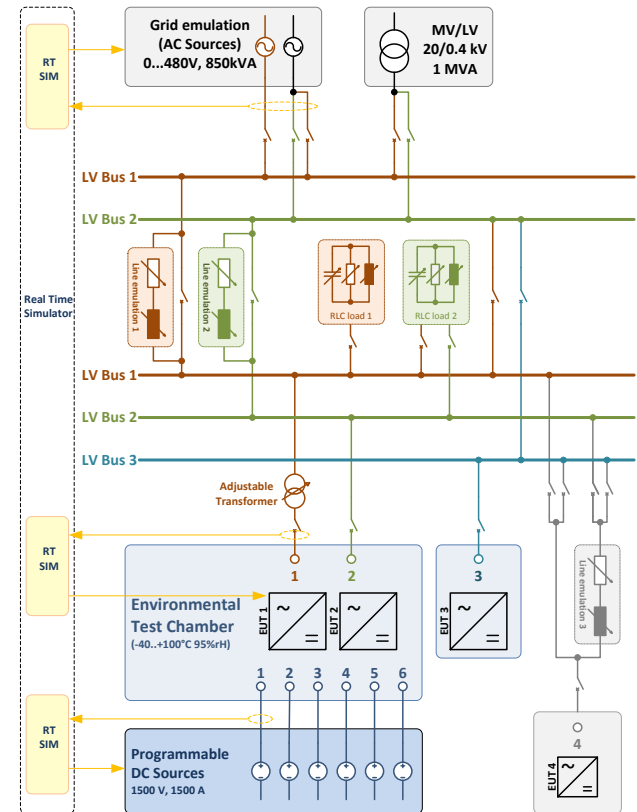 RT
SIM
Grid emulation
(AC Sources)
0...480V, 850kVA
MV/LV
20/0.4 kV
1 MVA
LV Bus 1
LV Bus 2
Line emulation 1
Line emulation 2
RLC load 1
RLC load 2
Real Time
Simulator
LV Bus 1
LV Bus 2
LV Bus 3
Adjustable
Transformer
RT
SIM
1
2
3
Environmental
Test Chamber
(-40..+100°C 95%rH)
EUT 1
EUT 2
EUT 3
Line emulation 3
1 2 3 4 5 6
RT
SIM
Programmable
DC Sources
1500 V, 1500 A
4
EUT 4